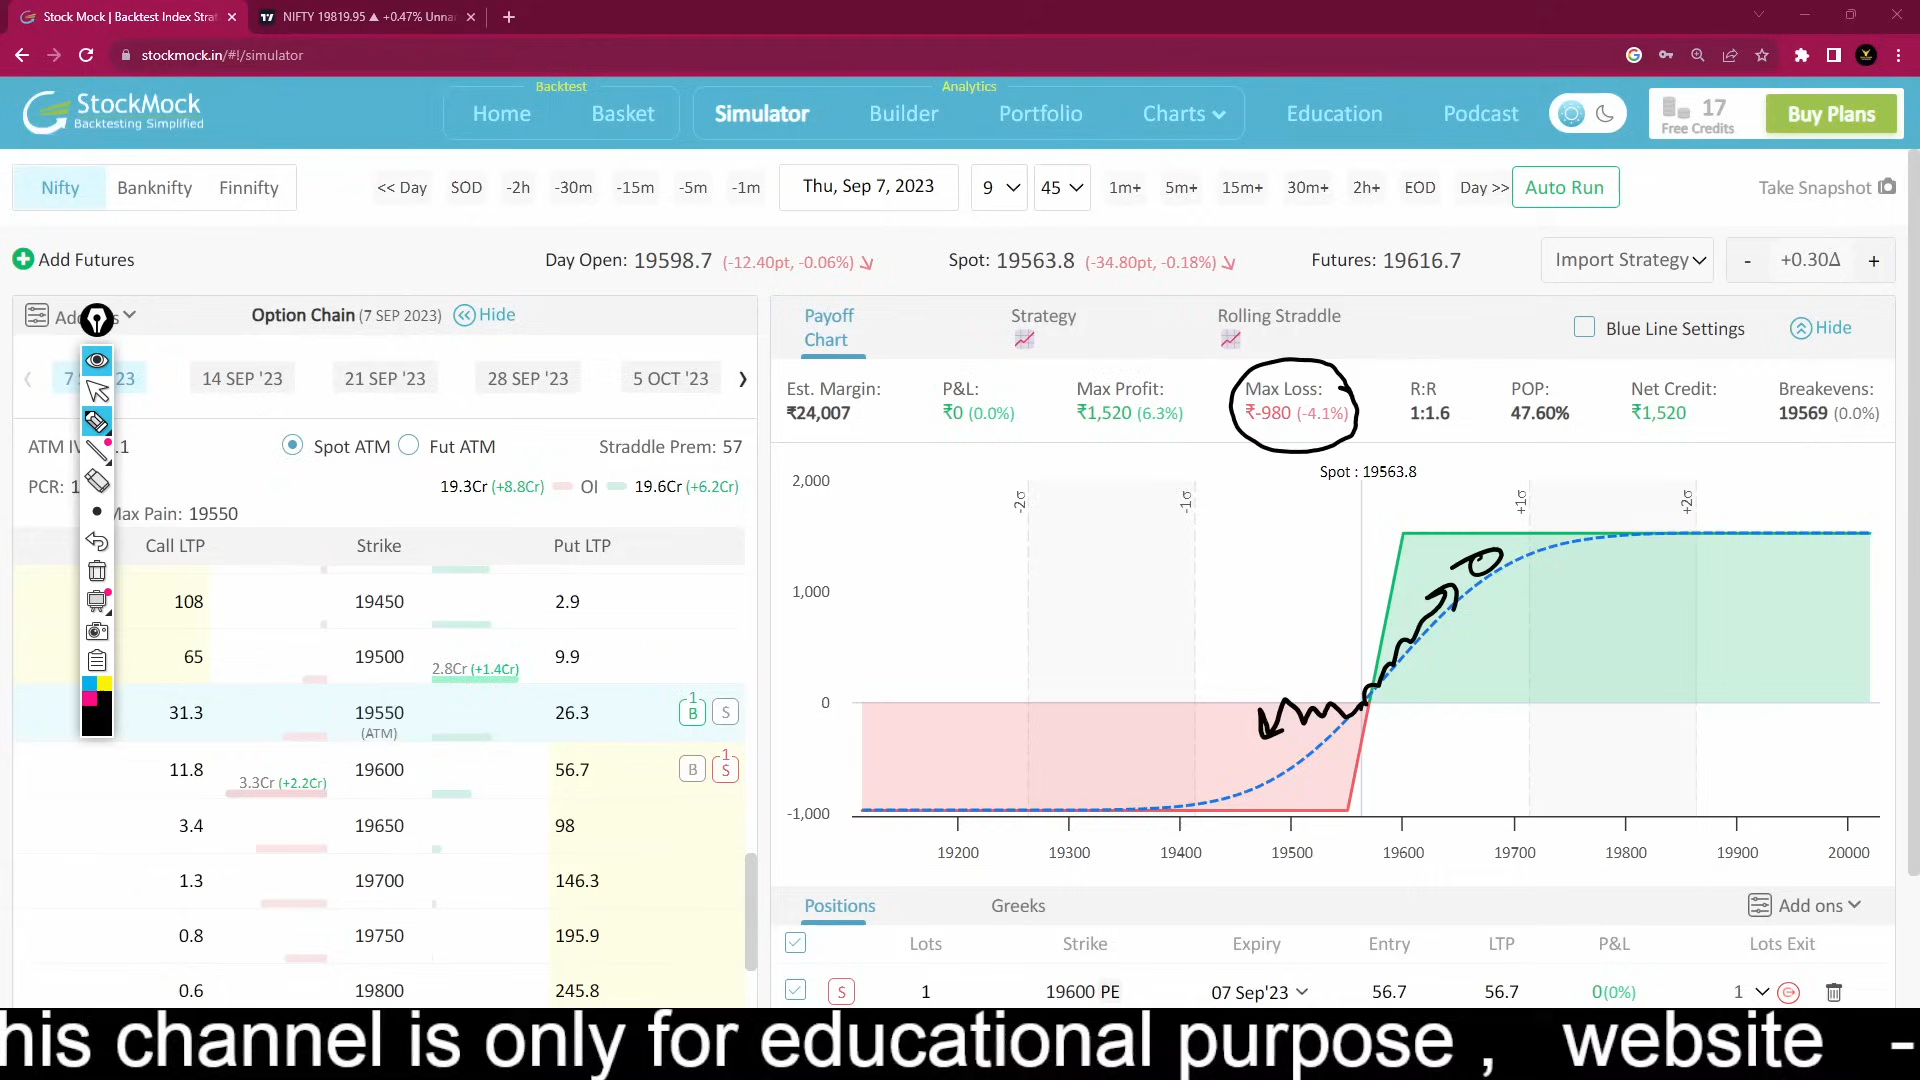 Stock Mock | Backtest Index Strat
NIFTY 19819.95 ▲ +0.47% Unna
stockmock.in/#!/simulator
StockMock
Backtesting Simplified
Backtest
Home
Basket
Analytics
Simulator
Builder
Portfolio
Charts
Education
Podcast
17
Free Credits
Buy Plans
Nifty
Banknifty
Finnifty
<< Day
SOD
-2h
-30m
-15m
-5m
-1m
Thu, Sep 7, 2023
9
45
1m+
5m+
15m+
30m+
2h+
EOD
Day >>
Auto Run
Take Snapshot
Add Futures
Day Open: 19598.7 (-12.40pt, -0.06%)
Spot: 19563.8 (-34.80pt, -0.18%)
Futures: 19616.7
Import Strategy
- +0.30Δ +
Option Chain (7 SEP 2023)
Hide
14 SEP '23
21 SEP '23
28 SEP '23
5 OCT '23
Spot ATM
Fut ATM
Straddle Prem: 57
PCR: 1
19.3Cr (+8.8Cr)
OI
19.6Cr (+6.2Cr)
Max Pain: 19550
Call LTP
Strike
Put LTP
108 19450 2.9
65 19500 2.8Cr (+1.4Cr) 9.9
31.3 19550 26.3 1 B S
(ATM)
11.8 3.3Cr (+2.2Cr) 19600 56.7 B 1 S
3.4 19650 98
1.3 19700 146.3
0.8 19750 195.9
0.6 19800 245.8
Payoff
Chart
Strategy
Rolling Straddle
Blue Line Settings
Hide
Est. Margin:
₹24,007
P&L:
₹0 (0.0%)
Max Profit:
₹1,520 (6.3%)
Max Loss:
₹-980 (-4.1%)
R:R
1:1.6
POP:
47.60%
Net Credit:
₹1,520
Breakevens:
19569 (0.0%)
Spot : 19563.8
2,000
1,000
0
-1,000
-2σ
-1σ
+1σ
+2σ
19200 19300 19400 19500 19600 19700 19800 19900 20000
Positions
Greeks
Add ons
Lots Strike Expiry Entry LTP P&L Lots Exit
S 1 19600 PE 07 Sep'23 56.7 56.7 0(0%) 1
his channel is only for educational purpose , website -